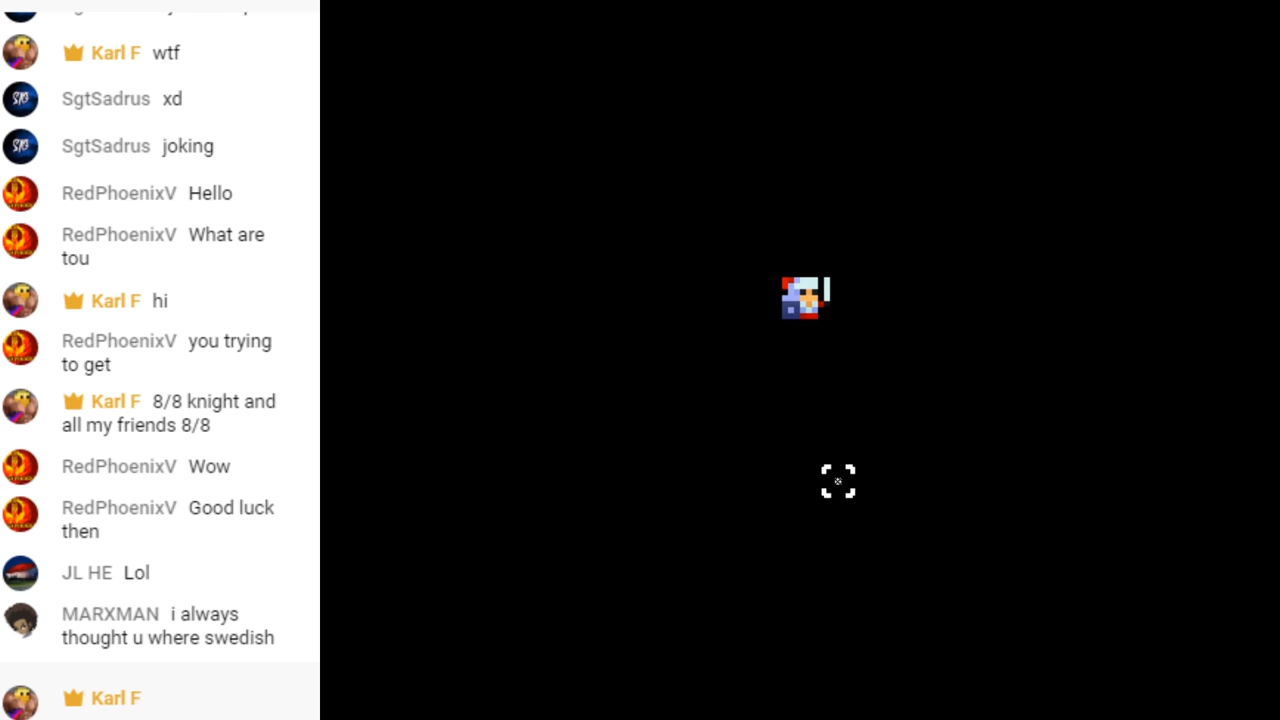 Karl F wtf
SgtSadrus xd
SgtSadrus joking
RedPhoenixV Hello
RedPhoenixV What are
tou
Karl F hi
RedPhoenixV you trying
to get
Karl F 8/8 knight and
all my friends 8/8
RedPhoenixV Wow
RedPhoenixV Good luck
then
JL HE Lol
MARXMAN i always
thought u where swedish
Karl F